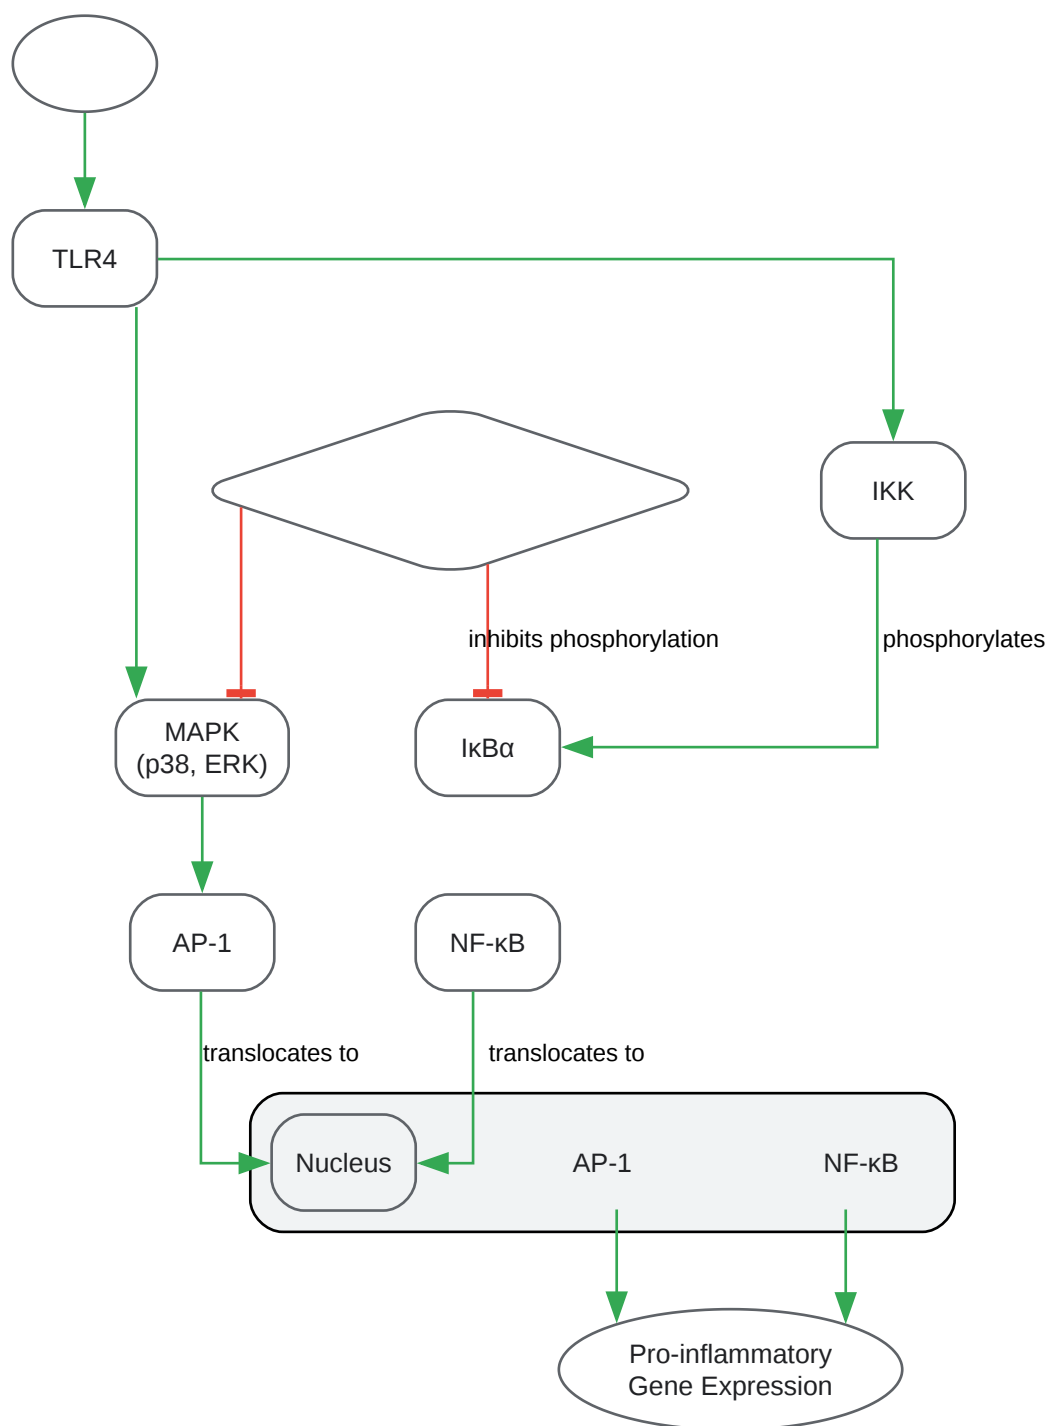 TLR4
IKK
inhibits phosphorylation
phosphorylates
MAPK
(p38, ERK)
IκBα
AP-1
NF-κB
translocates to
translocates to
Nucleus
AP-1
NF-κB
Pro-inflammatory
Gene Expression